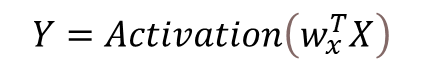 Y = Activation(w_x^T X)